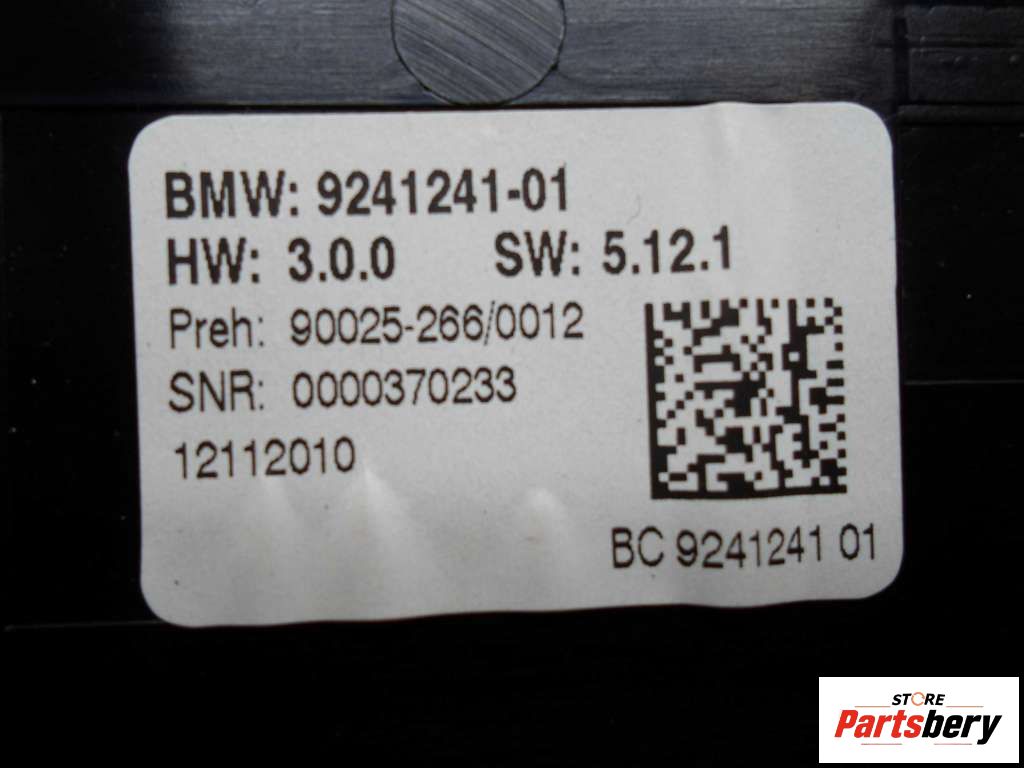 BMW: 9241241-01
HW: 3.0.0 SW: 5.12.1
Preh: 90025-266/0012
SNR: 0000370233
12112010
BC 9241241 01
STORE
Partsbery